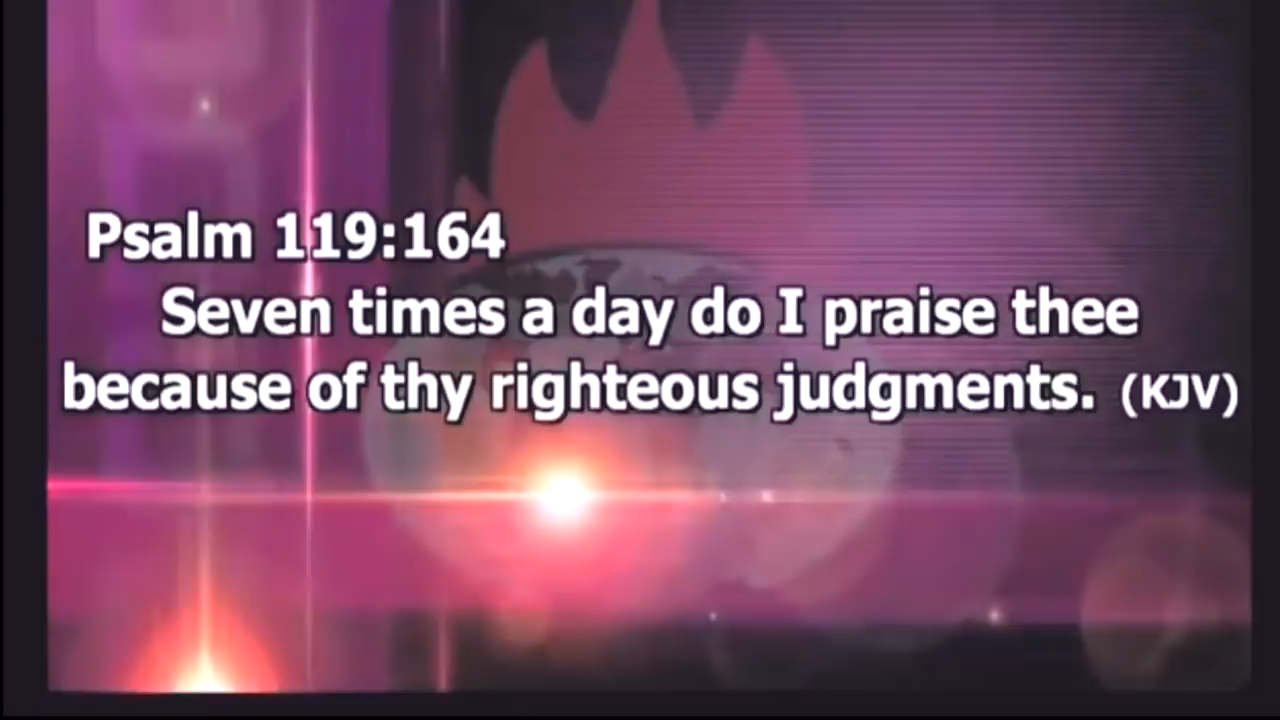 Psalm 119:164
Seven times a day do I praise thee
because of thy righteous judgments. (KJV)